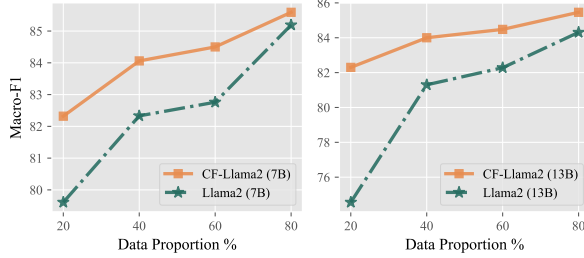 Macro-F1
85
84
83
82
81
80
20
40
60
80
Data Proportion %
CF-Llama2 (7B)
Llama2 (7B)
86
84
82
80
78
76
20
40
60
80
Data Proportion %
CF-Llama2 (13B)
Llama2 (13B)